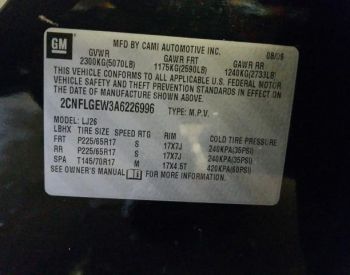 GM
MFD BY CAMI AUTOMOTIVE INC.
08/09
GVWR GAWR FRT GAWR RR
2300KG(5070LB) 1175KG(2590LB) 1240KG(2733LB)
THIS VEHICLE CONFORMS TO ALL APPLICABLE U.S. FEDERAL MOTOR
VEHICLE SAFETY, BUMPER, AND THEFT PREVENTION STANDARDS IN
EFFECT ON THE DATE OF MANUFACTURE SHOWN ABOVE.
2CNFLGEW3A6226996 TYPE: M.P.V.
MODEL: LJ26
LBHX TIRE SIZE SPEED RTG RIM COLD TIRE PRESSURE
FRT P225/65R17 S 17X7J 240KPA(35PSI)
RR P225/65R17 S 17X7J 240KPA(35PSI)
SPA T145/70R17 M 17X4.5T 420KPA(60PSI)
SEE OWNER'S MANUAL FOR MORE INFORMATION.